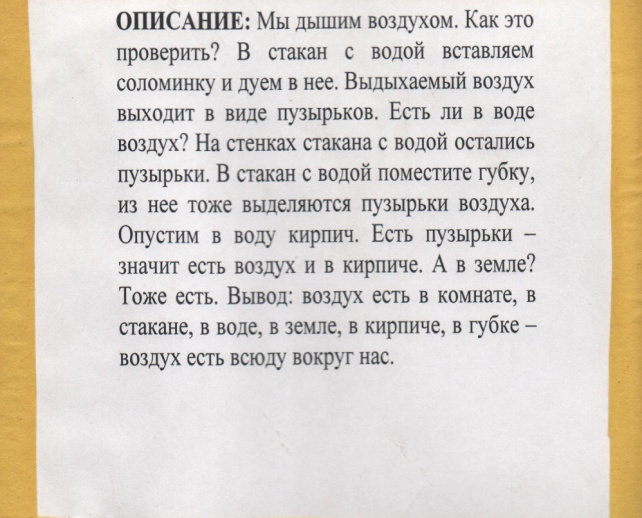 ОПИСАНИЕ: Мы дышим воздухом. Как это
проверить? В стакан с водой вставляем
соломинку и дуем в нее. Выдыхаемый воздух
выходит в виде пузырьков. Есть ли в воде
воздух? На стенках стакана с водой остались
пузырьки. В стакан с водой поместите губку,
из нее тоже выделяются пузырьки воздуха.
Опустим в воду кирпич. Есть пузырьки –
значит есть воздух и в кирпиче. А в земле?
Тоже есть. Вывод: воздух есть в комнате, в
стакане, в воде, в земле, в кирпиче, в губке –
воздух есть всюду вокруг нас.